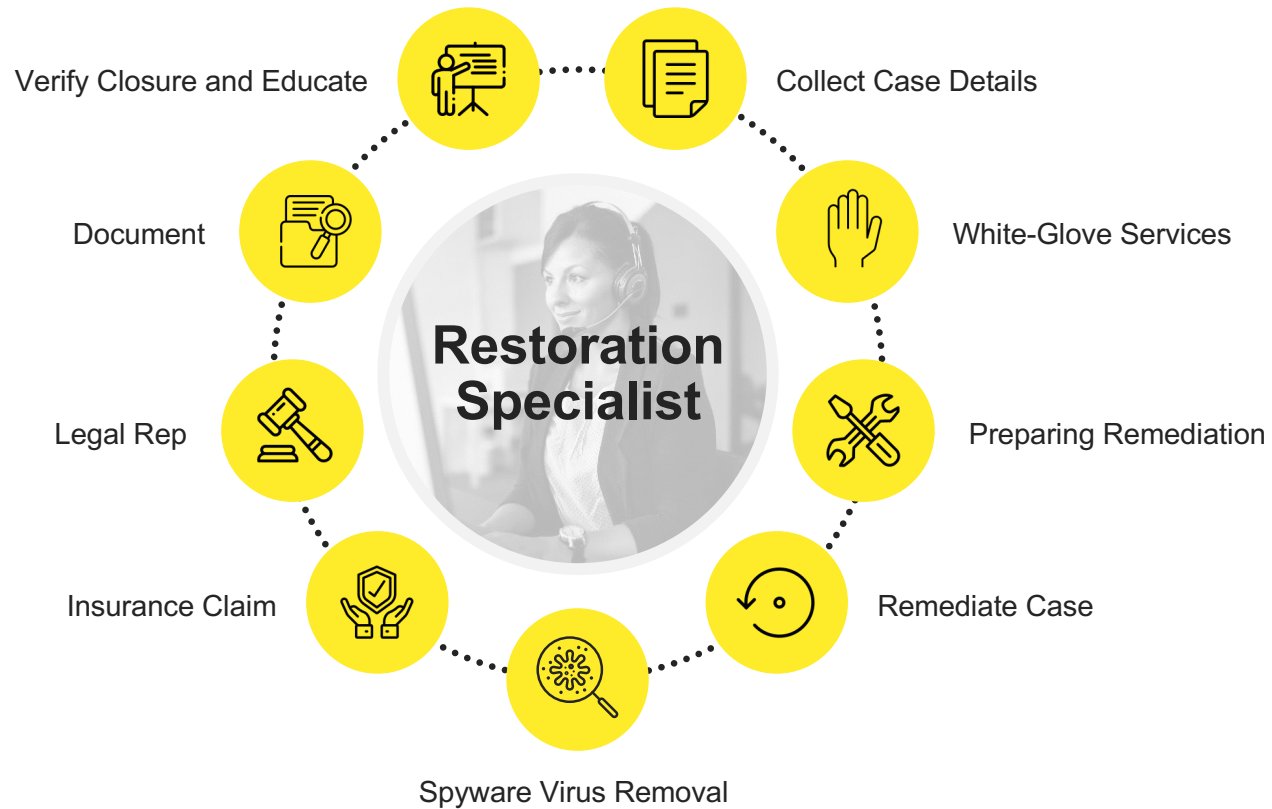 Verify Closure and Educate
Collect Case Details
Document
White-Glove Services
Restoration
Specialist
Legal Rep
Preparing Remediation
Insurance Claim
Remediate Case
Spyware Virus Removal